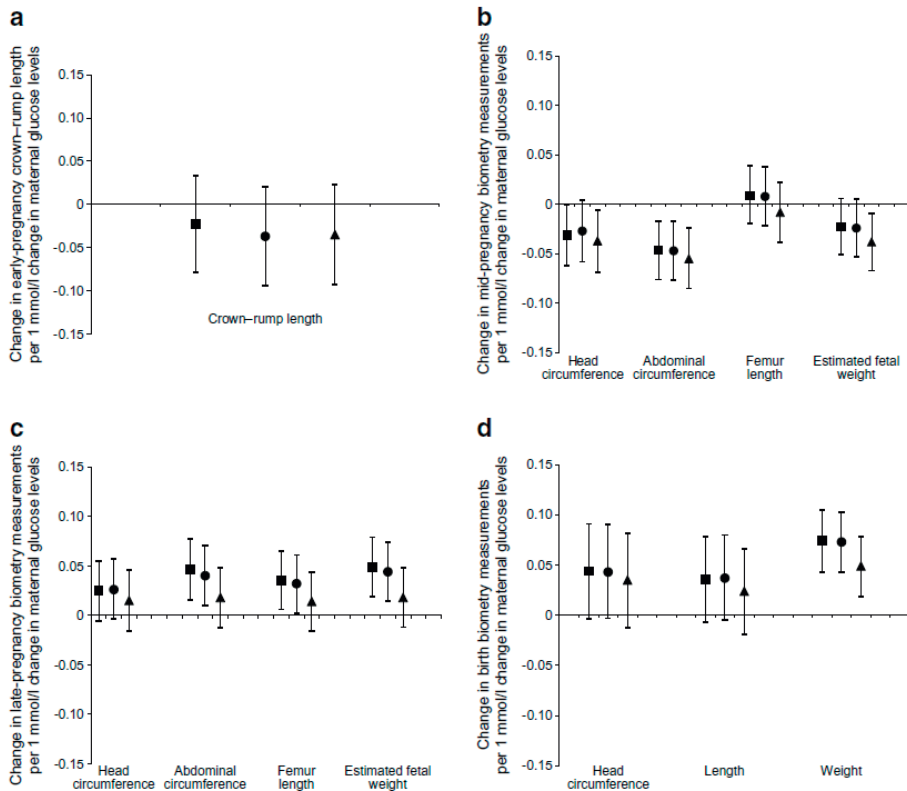 a
Change in early-pregnancy crown–rump length
per 1 mmol/l change in maternal glucose levels
0.15
0.10
0.05
0
-0.05
-0.10
-0.15
Crown–rump length
b
Change in mid-pregnancy biometry measurements
per 1 mmol/l change in maternal glucose levels
0.15
0.10
0.05
0
-0.05
-0.10
-0.15
Head
circumference
Abdominal
circumference
Femur
length
Estimated fetal
weight
c
Change in late-pregnancy biometry measurements
per 1 mmol/l change in maternal glucose levels
0.15
0.10
0.05
0
-0.05
-0.10
-0.15
Head
circumference
Abdominal
circumference
Femur
length
Estimated fetal
weight
d
Change in birth biometry measurements
per 1 mmol/l change in maternal glucose levels
0.15
0.10
0.05
0
-0.05
-0.10
-0.15
Head
circumference
Length
Weight